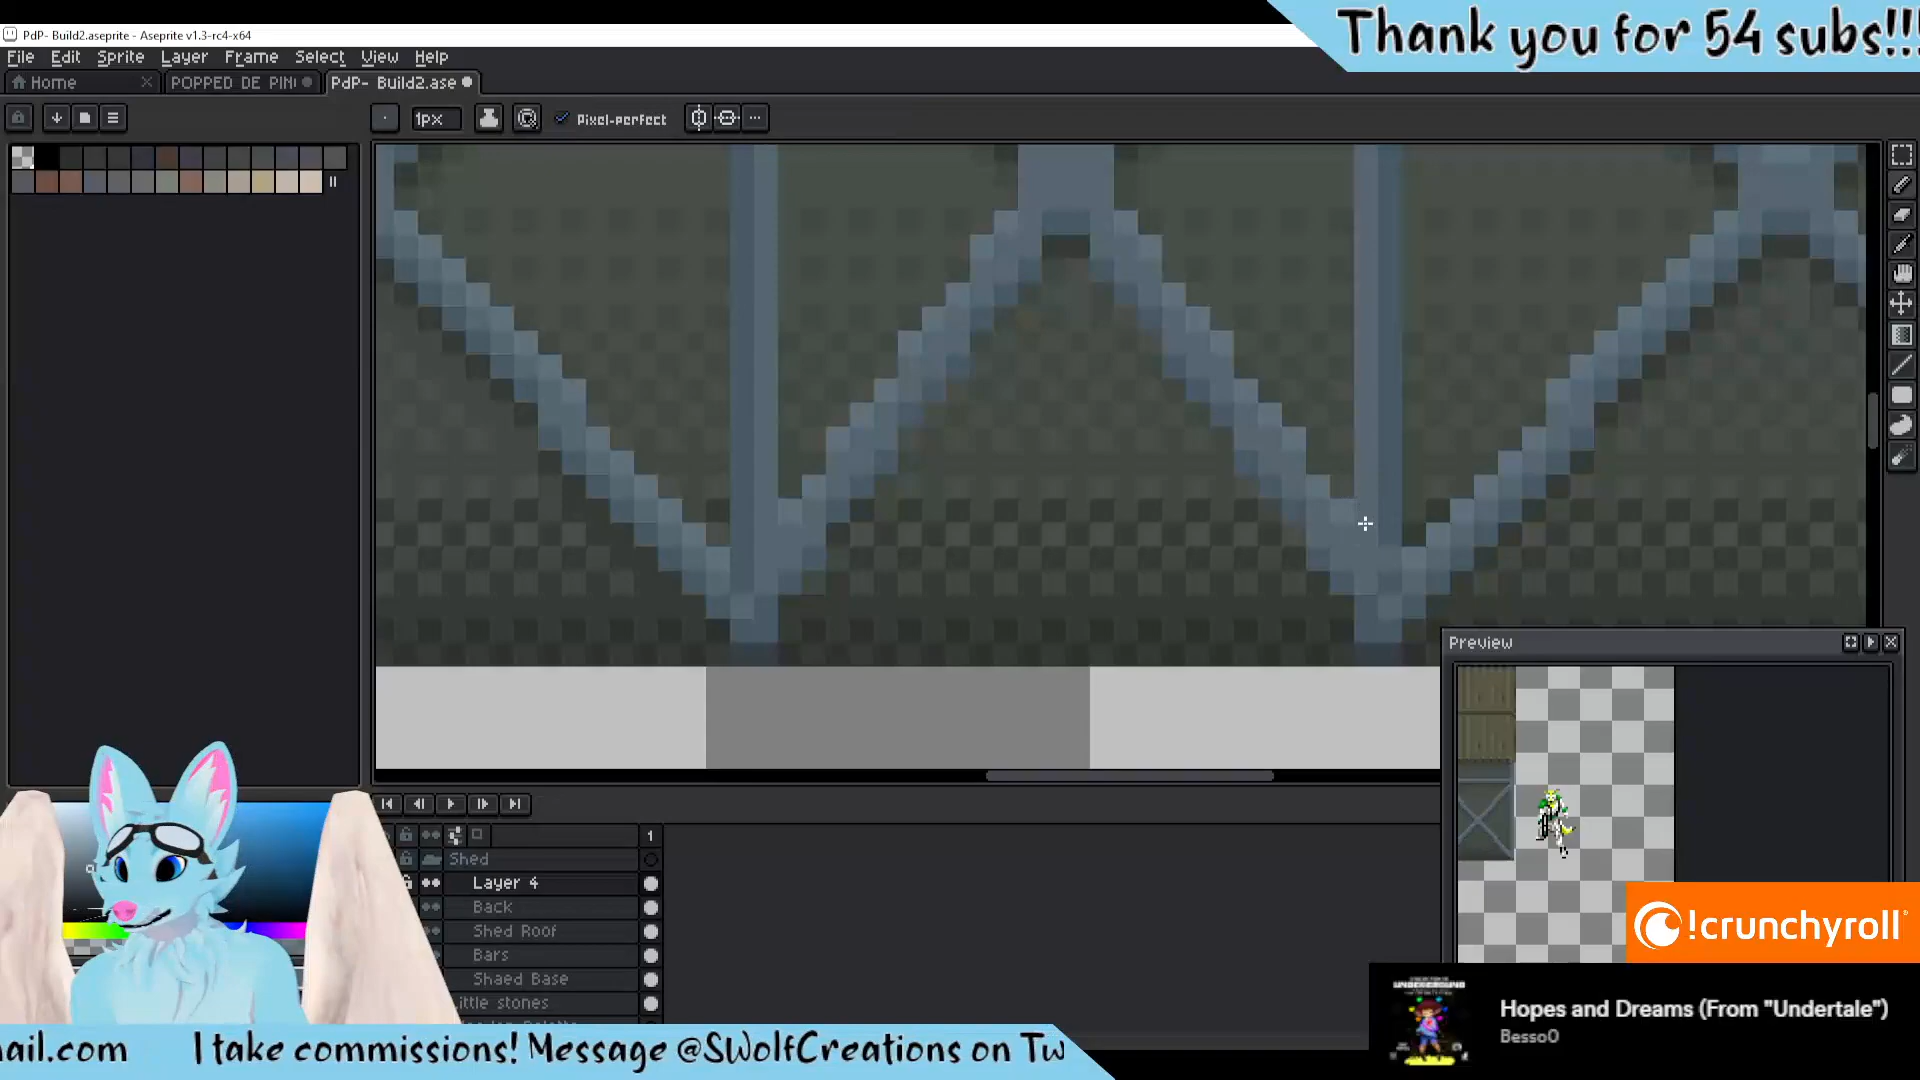 Thank you for 54 subs!!!
PdP- Build2.aseprite - Aseprite v1.3-rc4-x64
File Edit Sprite Layer Frame Select View Help
Home
POPPED DE PIN
PdP- Build2.ase
1px
Pixel-perfect
Preview
1
Shed
Layer 4
Back
Shed Roof
Bars
Shaed Base
ittle stones
!crunchyroll
Hopes and Dreams (From "Undertale")
BessoO
ail.com
I take commissions! Message @SWolfCreations on Tw